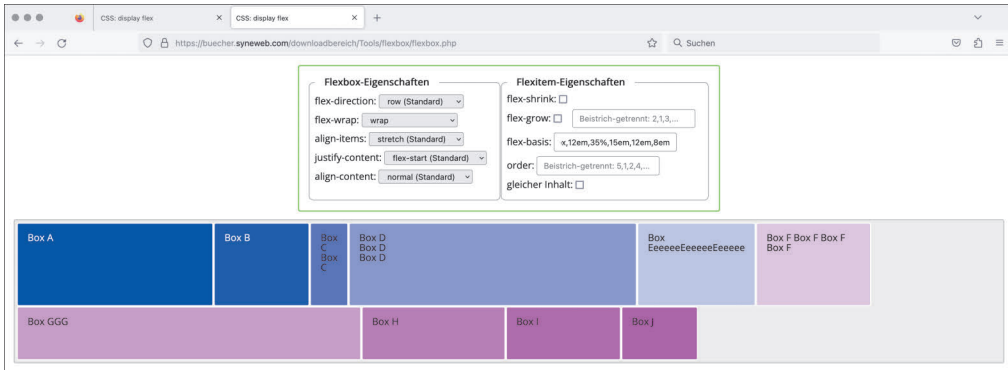 CSS: display flex
CSS: display flex
https://buecher.syneweb.com/downloadbereich/Tools/flexbox/flexbox.php
Suchen
Flexbox-Eigenschaften
flex-direction: row (Standard)
flex-wrap: wrap
align-items: stretch (Standard)
justify-content: flex-start (Standard)
align-content: normal (Standard)
Flexitem-Eigenschaften
flex-shrink:
flex-grow: Beistrich-getrennt: 2,1,3,...
flex-basis: x,12em,35%,15em,12em,8em
order: Beistrich-getrennt: 5,1,2,4,...
gleicher Inhalt:
Box A
Box B
Box
C
Box
C
Box D
Box D
Box D
Box
EeeeeeEeeeeeEeeeee
Box F Box F Box F
Box F
Box GGG
Box H
Box I
Box J